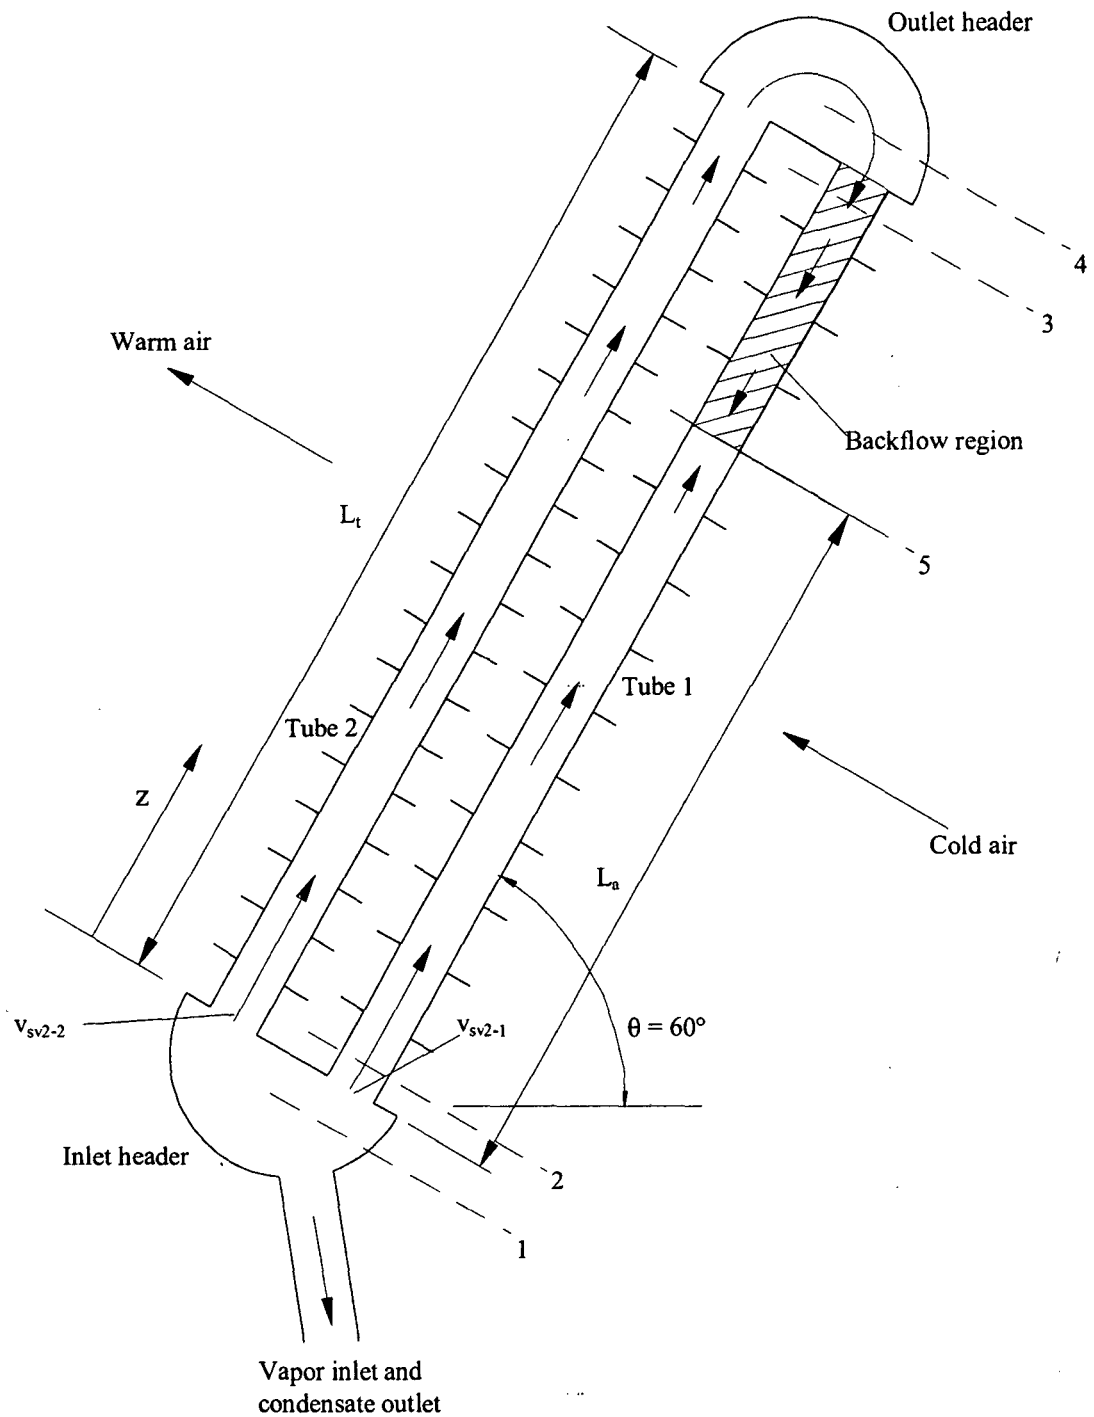 Outlet header
4
3
Warm air
Backflow region
L_t
5
Tube 1
Tube 2
z
Cold air
L_a
v_sv2-2
v_sv2-1
θ = 60°
Inlet header
2
1
Vapor inlet and
condensate outlet